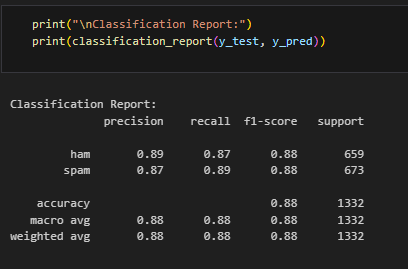 print("\nClassification Report:")
print(classification_report(y_test, y_pred))
Classification Report:
precision recall f1-score support
ham 0.89 0.87 0.88 659
spam 0.87 0.89 0.88 673
accuracy 0.88 1332
macro avg 0.88 0.88 0.88 1332
weighted avg 0.88 0.88 0.88 1332